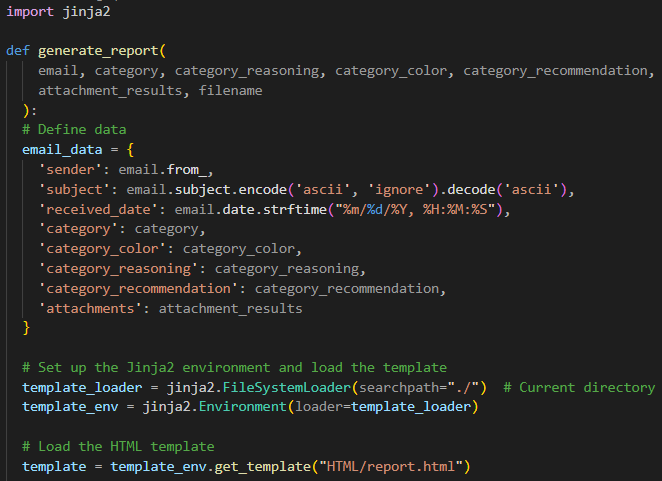 import jinja2
def generate_report(
email, category, category_reasoning, category_color, category_recommendation,
attachment_results, filename
):
# Define data
email_data = {
'sender': email.from_,
'subject': email.subject.encode('ascii', 'ignore').decode('ascii'),
'received_date': email.date.strftime("%m/%d/%Y, %H:%M:%S"),
'category': category,
'category_color': category_color,
'category_reasoning': category_reasoning,
'category_recommendation': category_recommendation,
'attachments': attachment_results
}
# Set up the Jinja2 environment and load the template
template_loader = jinja2.FileSystemLoader(searchpath="./")  # Current directory
template_env = jinja2.Environment(loader=template_loader)
# Load the HTML template
template = template_env.get_template("HTML/report.html")